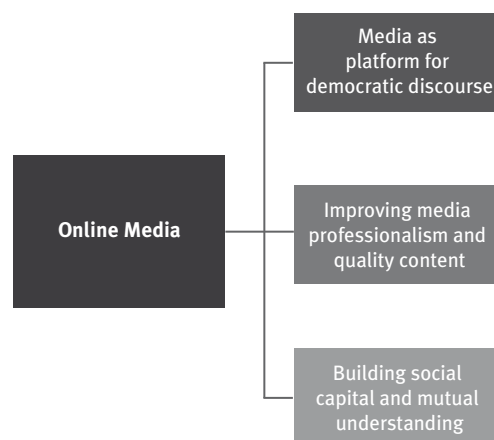 Media as
platform for
democratic discourse
Online Media
Improving media
professionalism and
quality content
Building social
capital and mutual
understanding